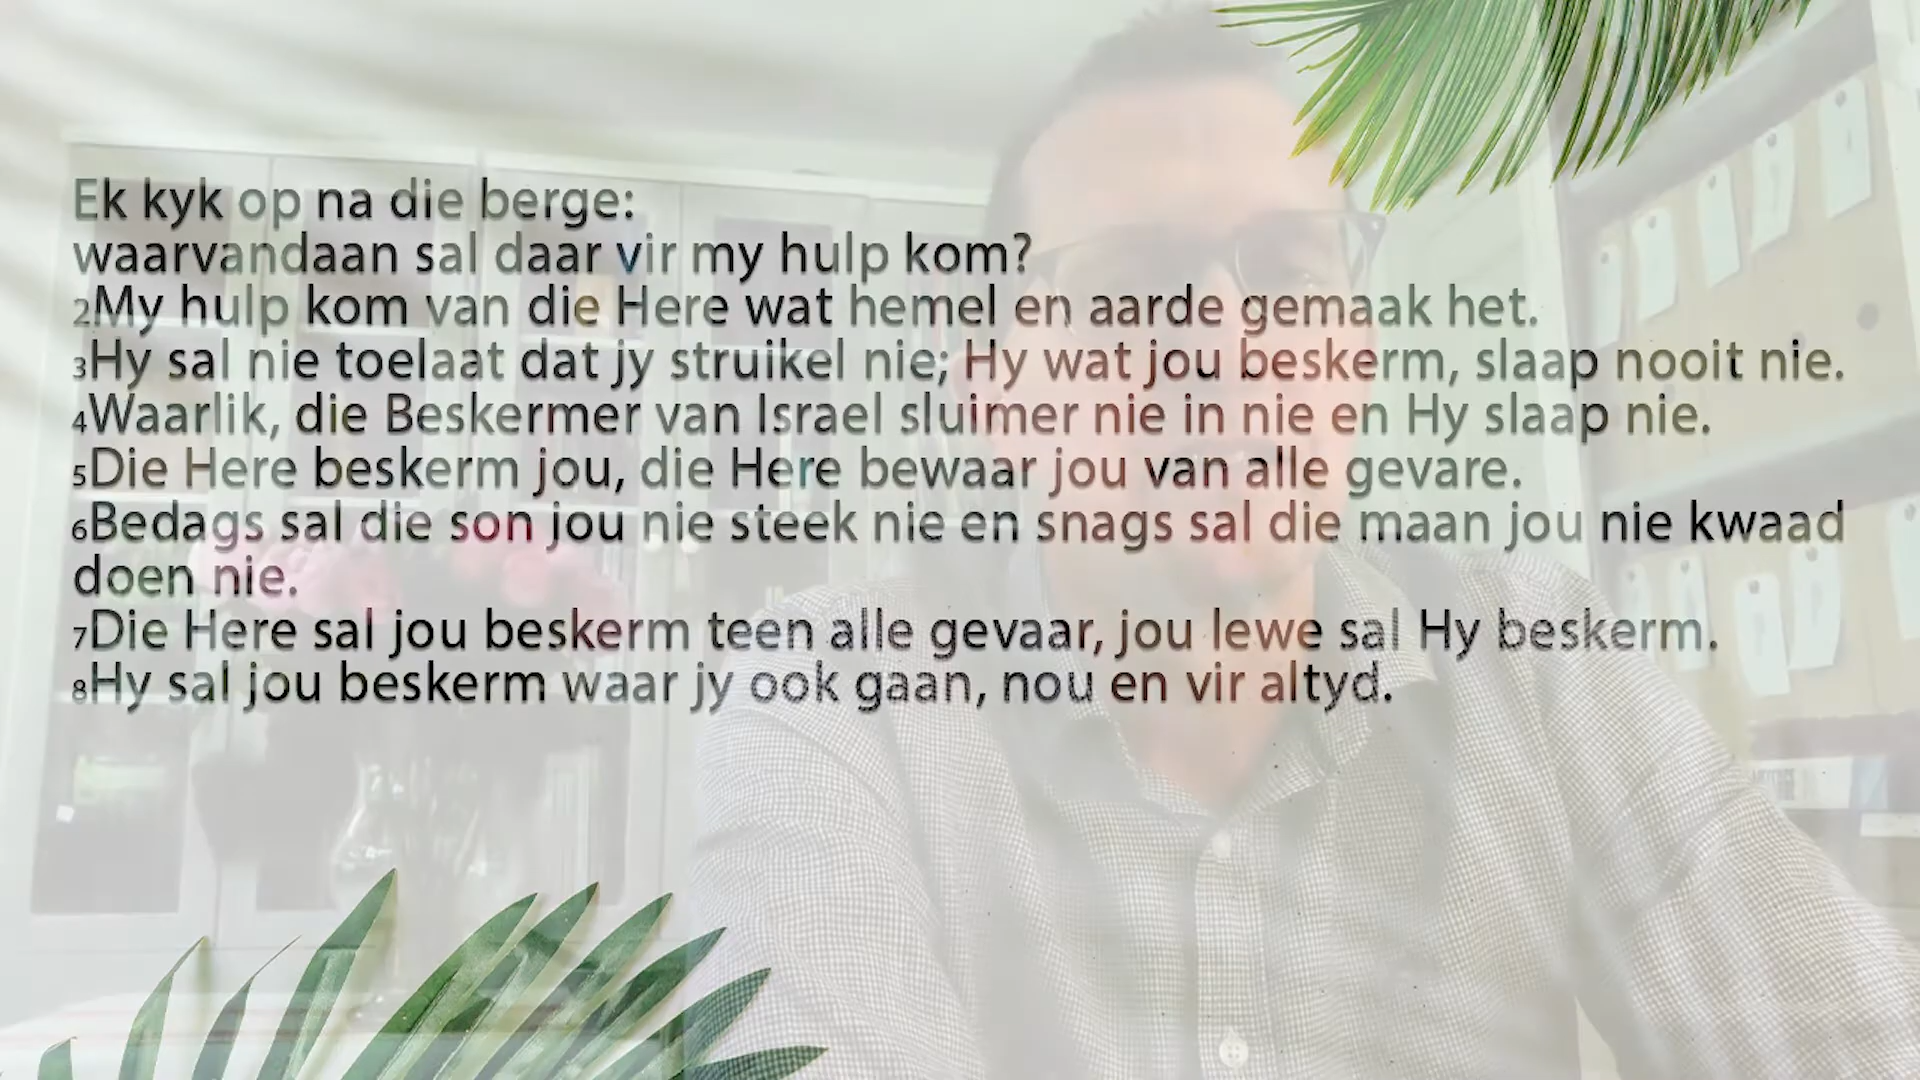 Ek kyk op na die berge:
waarvandaan sal daar vir my hulp kom?
2My hulp kom van die Here wat hemel en aarde gemaak het.
3Hy sal nie toelaat dat jy struikel nie; Hy wat jou beskerm, slaap nooit nie.
4Waarlik, die Beskermer van Israel sluimer nie in nie en Hy slaap nie.
5Die Here beskerm jou, die Here bewaar jou van alle gevare.
6Bedags sal die son jou nie steek nie en snags sal die maan jou nie kwaad
doen nie.
7Die Here sal jou beskerm teen alle gevaar, jou lewe sal Hy beskerm.
8Hy sal jou beskerm waar jy ook gaan, nou en vir altyd.